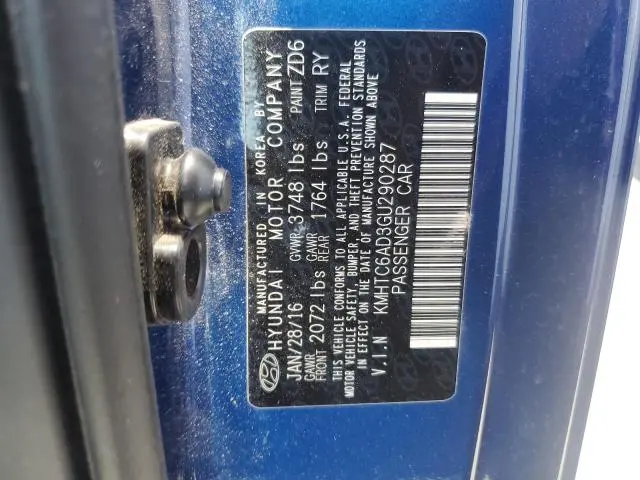 MANUFACTURED IN KOREA BY
HYUNDAI MOTOR COMPANY
JAN/28/16 GVWR 3748 lbs PAINT ZD6
GAWR FRONT 2072 lbs GAWR REAR 1764 lbs TRIM RY
THIS VEHICLE CONFORMS TO ALL APPLICABLE U.S.A. FEDERAL
MOTOR VEHICLE SAFETY, BUMPER, AND THEFT PREVENTION STANDARDS
IN EFFECT ON THE DATE OF MANUFACTURE SHOWN ABOVE
V.I.N KMHTC6AD3GU290287
PASSENGER CAR